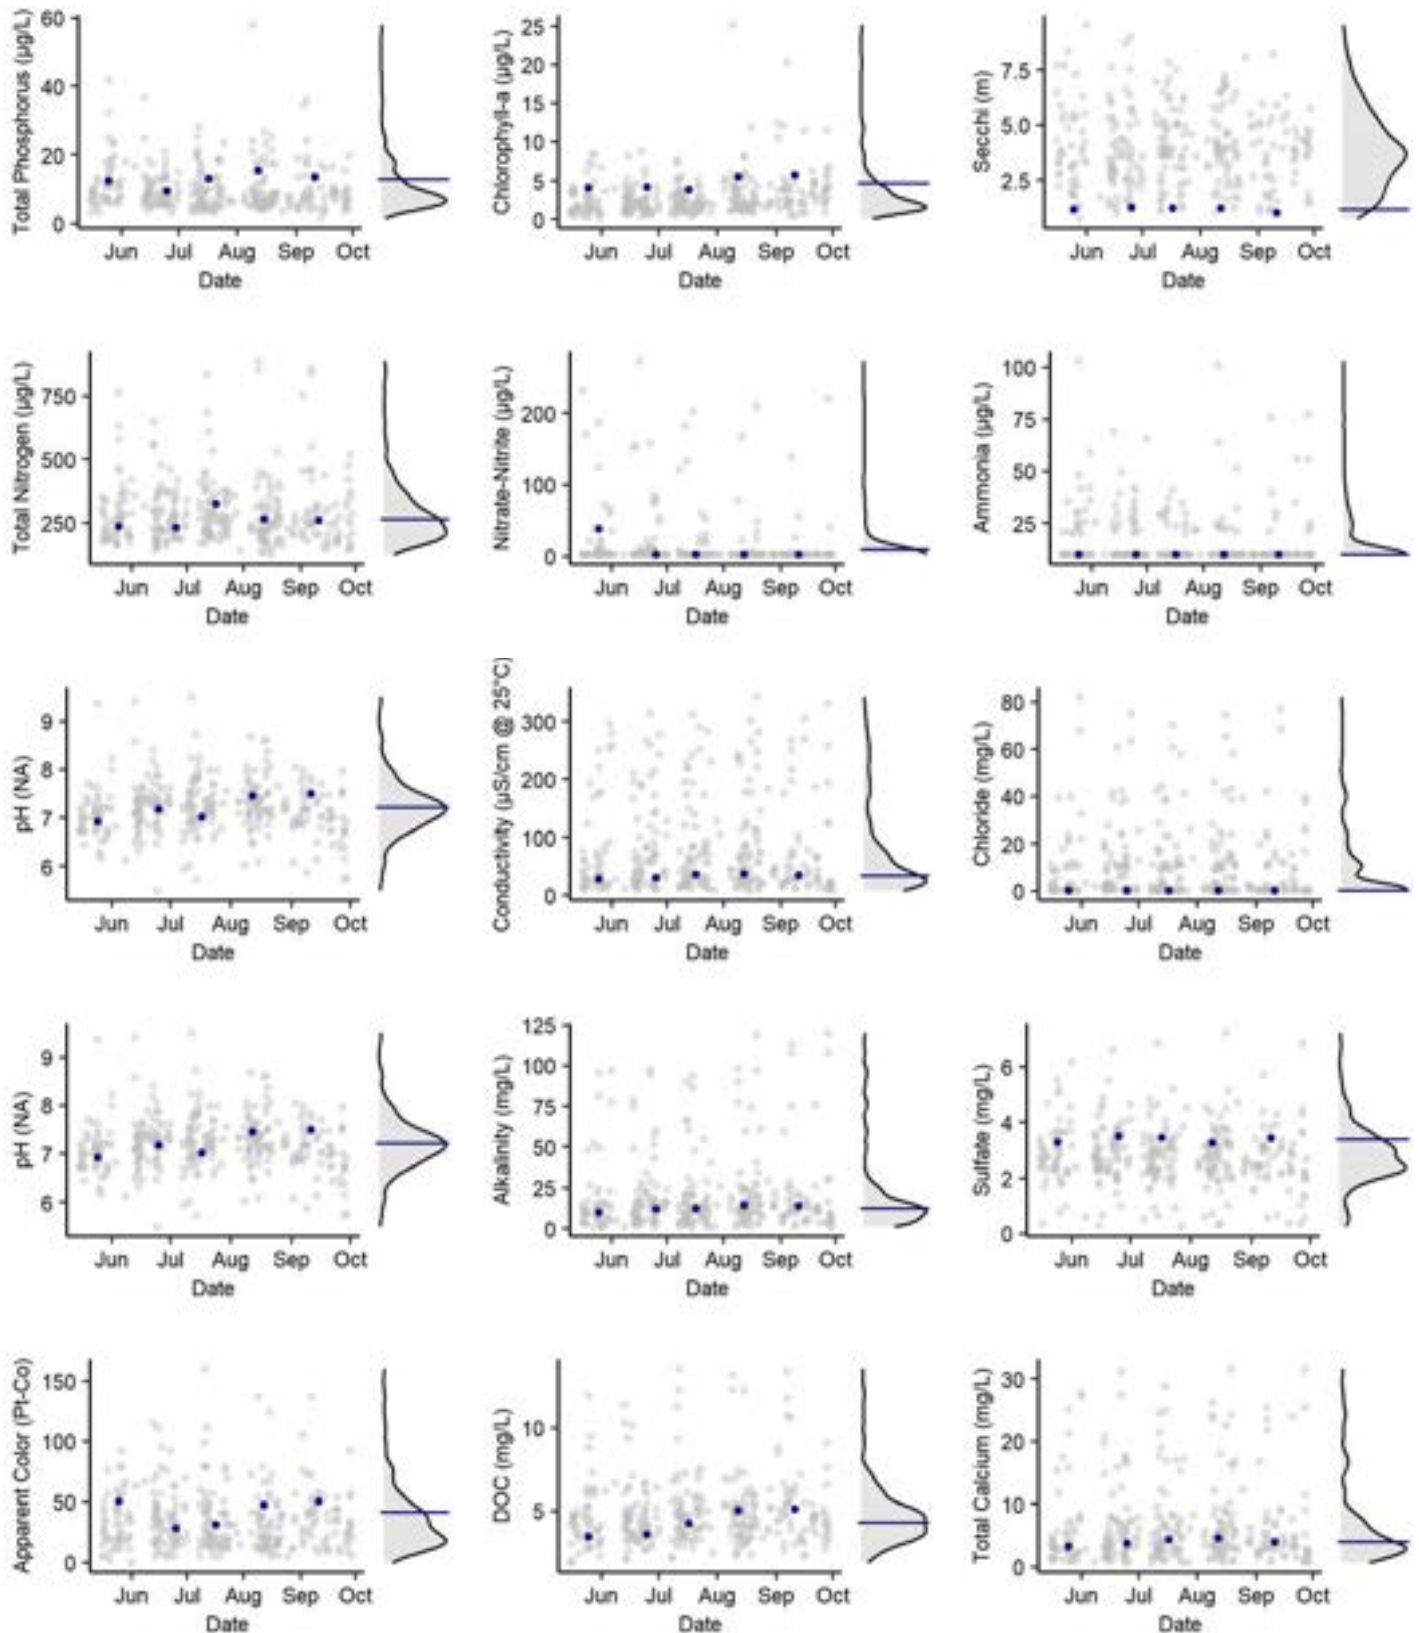 Total Phosphorus (µg/L)
60
40
20
0
Jun Jul Aug Sep Oct
Date
Chlorophyll-a (µg/L)
25
20
15
10
5
0
Jun Jul Aug Sep Oct
Date
Secchi (m)
7.5
5.0
2.5
Jun Jul Aug Sep Oct
Date
Total Nitrogen (µg/L)
750
500
250
Jun Jul Aug Sep Oct
Date
Nitrate-Nitrite (µg/L)
200
100
0
Jun Jul Aug Sep Oct
Date
Ammonia (µg/L)
100
75
50
25
Jun Jul Aug Sep Oct
Date
pH (NA)
9
8
7
6
Jun Jul Aug Sep Oct
Date
Conductivity (µS/cm @ 25°C)
300
200
100
0
Jun Jul Aug Sep Oct
Date
Chloride (mg/L)
80
60
40
20
0
Jun Jul Aug Sep Oct
Date
pH (NA)
9
8
7
6
Jun Jul Aug Sep Oct
Date
Alkalinity (mg/L)
125
100
75
50
25
0
Jun Jul Aug Sep Oct
Date
Sulfate (mg/L)
6
4
2
0
Jun Jul Aug Sep Oct
Date
Apparent Color (Pt-Co)
150
100
50
0
Jun Jul Aug Sep Oct
Date
DOC (mg/L)
10
5
Jun Jul Aug Sep Oct
Date
Total Calcium (mg/L)
30
20
10
0
Jun Jul Aug Sep Oct
Date